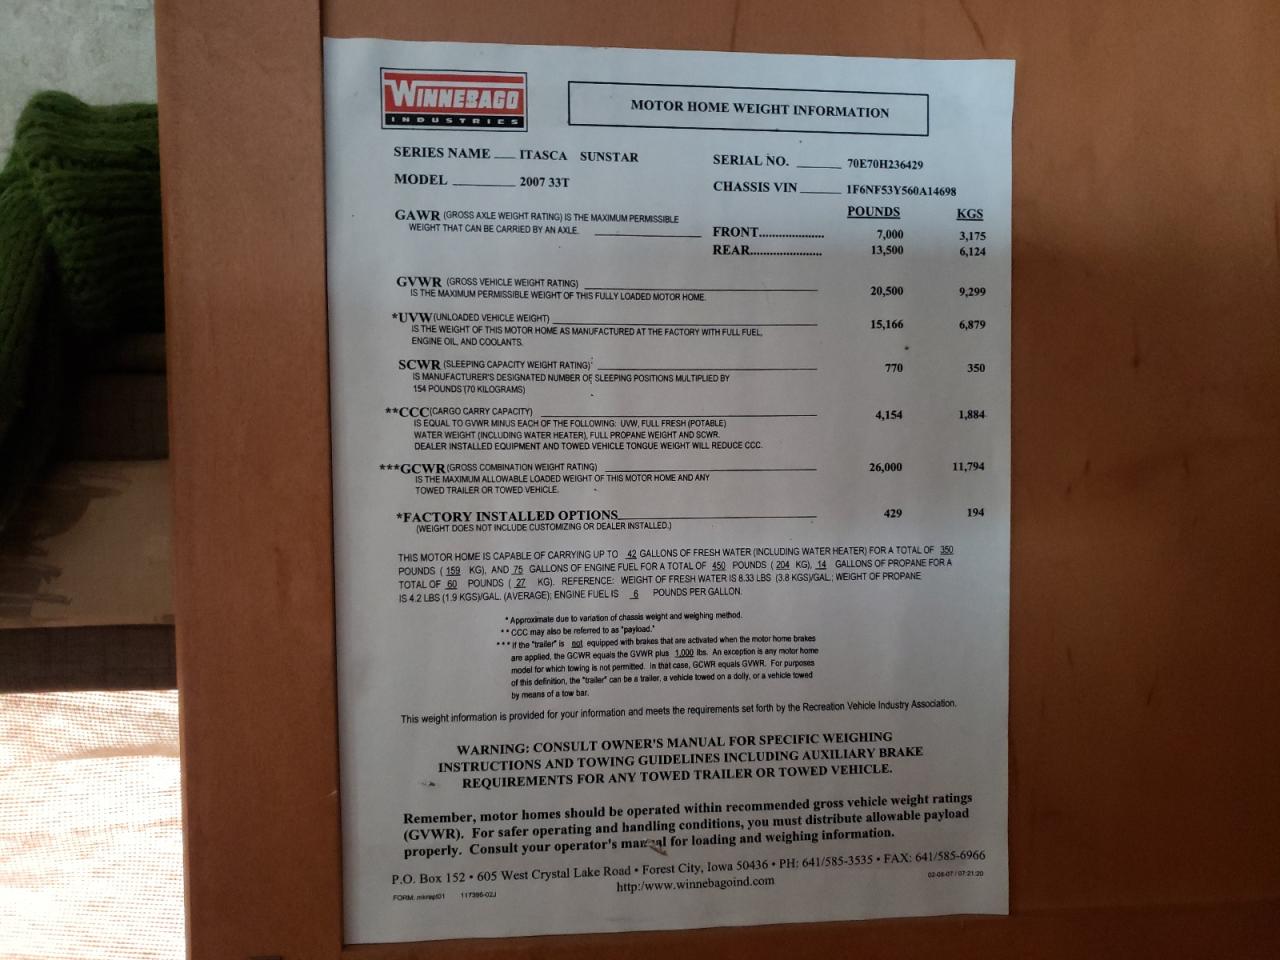 WINNEBAGO
INDUSTRIES
MOTOR HOME WEIGHT INFORMATION
SERIES NAME ___ ITASCA SUNSTAR
SERIAL NO. ______ 70E70H236429
MODEL ________ 2007 33T
CHASSIS VIN ______ 1F6NF53Y560A14698
POUNDS KGS
GAWR (GROSS AXLE WEIGHT RATING) IS THE MAXIMUM PERMISSIBLE
WEIGHT THAT CAN BE CARRIED BY AN AXLE. ______________
FRONT...................... 7,000 3,175
REAR........................ 13,500 6,124
GVWR (GROSS VEHICLE WEIGHT RATING) ______________ 20,500 9,299
IS THE MAXIMUM PERMISSIBLE WEIGHT OF THIS FULLY LOADED MOTOR HOME.
*UVW(UNLOADED VEHICLE WEIGHT) ______________ 15,166 6,879
IS THE WEIGHT OF THIS MOTOR HOME AS MANUFACTURED AT THE FACTORY WITH FULL FUEL,
ENGINE OIL, AND COOLANTS.
SCWR (SLEEPING CAPACITY WEIGHT RATING) ______________ 770 350
IS MANUFACTURER'S DESIGNATED NUMBER OF SLEEPING POSITIONS MULTIPLIED BY
154 POUNDS (70 KILOGRAMS)
**CCC(CARGO CARRY CAPACITY) ______________ 4,154 1,884
IS EQUAL TO GVWR MINUS EACH OF THE FOLLOWING: UVW, FULL FRESH (POTABLE)
WATER WEIGHT (INCLUDING WATER HEATER), FULL PROPANE WEIGHT AND SCWR.
DEALER INSTALLED EQUIPMENT AND TOWED VEHICLE TONGUE WEIGHT WILL REDUCE CCC.
***GCWR (GROSS COMBINATION WEIGHT RATING) ______________ 26,000 11,794
IS THE MAXIMUM ALLOWABLE LOADED WEIGHT OF THIS MOTOR HOME AND ANY
TOWED TRAILER OR TOWED VEHICLE.
*FACTORY INSTALLED OPTIONS______________ 429 194
(WEIGHT DOES NOT INCLUDE CUSTOMIZING OR DEALER INSTALLED.)
THIS MOTOR HOME IS CAPABLE OF CARRYING UP TO 42 GALLONS OF FRESH WATER (INCLUDING WATER HEATER) FOR A TOTAL OF 350
POUNDS ( 159 KG), AND 75 GALLONS OF ENGINE FUEL FOR A TOTAL OF 450 POUNDS ( 204 KG), 14 GALLONS OF PROPANE FOR A
TOTAL OF 60 POUNDS ( 27 KG). REFERENCE: WEIGHT OF FRESH WATER IS 8.33 LBS (3.8 KGS)/GAL.; WEIGHT OF PROPANE
IS 4.2 LBS (1.9 KGS)/GAL. (AVERAGE); ENGINE FUEL IS 6 POUNDS PER GALLON.
* Approximate due to variation of chassis weight and weighing method.
** CCC may also be referred to as "payload."
*** If the "trailer" is not equipped with brakes that are activated when the motor home brakes
are applied, the GCWR equals the GVWR plus 1,000 lbs. An exception is any motor home
model for which towing is not permitted. In that case, GCWR equals GVWR. For purposes
of this definition, the "trailer" can be a trailer, a vehicle towed on a dolly, or a vehicle towed
by means of a tow bar.
This weight information is provided for your information and meets the requirements set forth by the Recreation Vehicle Industry Association.
WARNING: CONSULT OWNER'S MANUAL FOR SPECIFIC WEIGHING
INSTRUCTIONS AND TOWING GUIDELINES INCLUDING AUXILIARY BRAKE
REQUIREMENTS FOR ANY TOWED TRAILER OR TOWED VEHICLE.
Remember, motor homes should be operated within recommended gross vehicle weight ratings
(GVWR). For safer operating and handling conditions, you must distribute allowable payload
properly. Consult your operator's manual for loading and weighing information.
P.O. Box 152 • 605 West Crystal Lake Road • Forest City, Iowa 50436 • PH: 641/585-3535 • FAX: 641/585-6966
http:/www.winnebagoind.com
FORM: 117396-02J
02-08-07 / 07:21:20